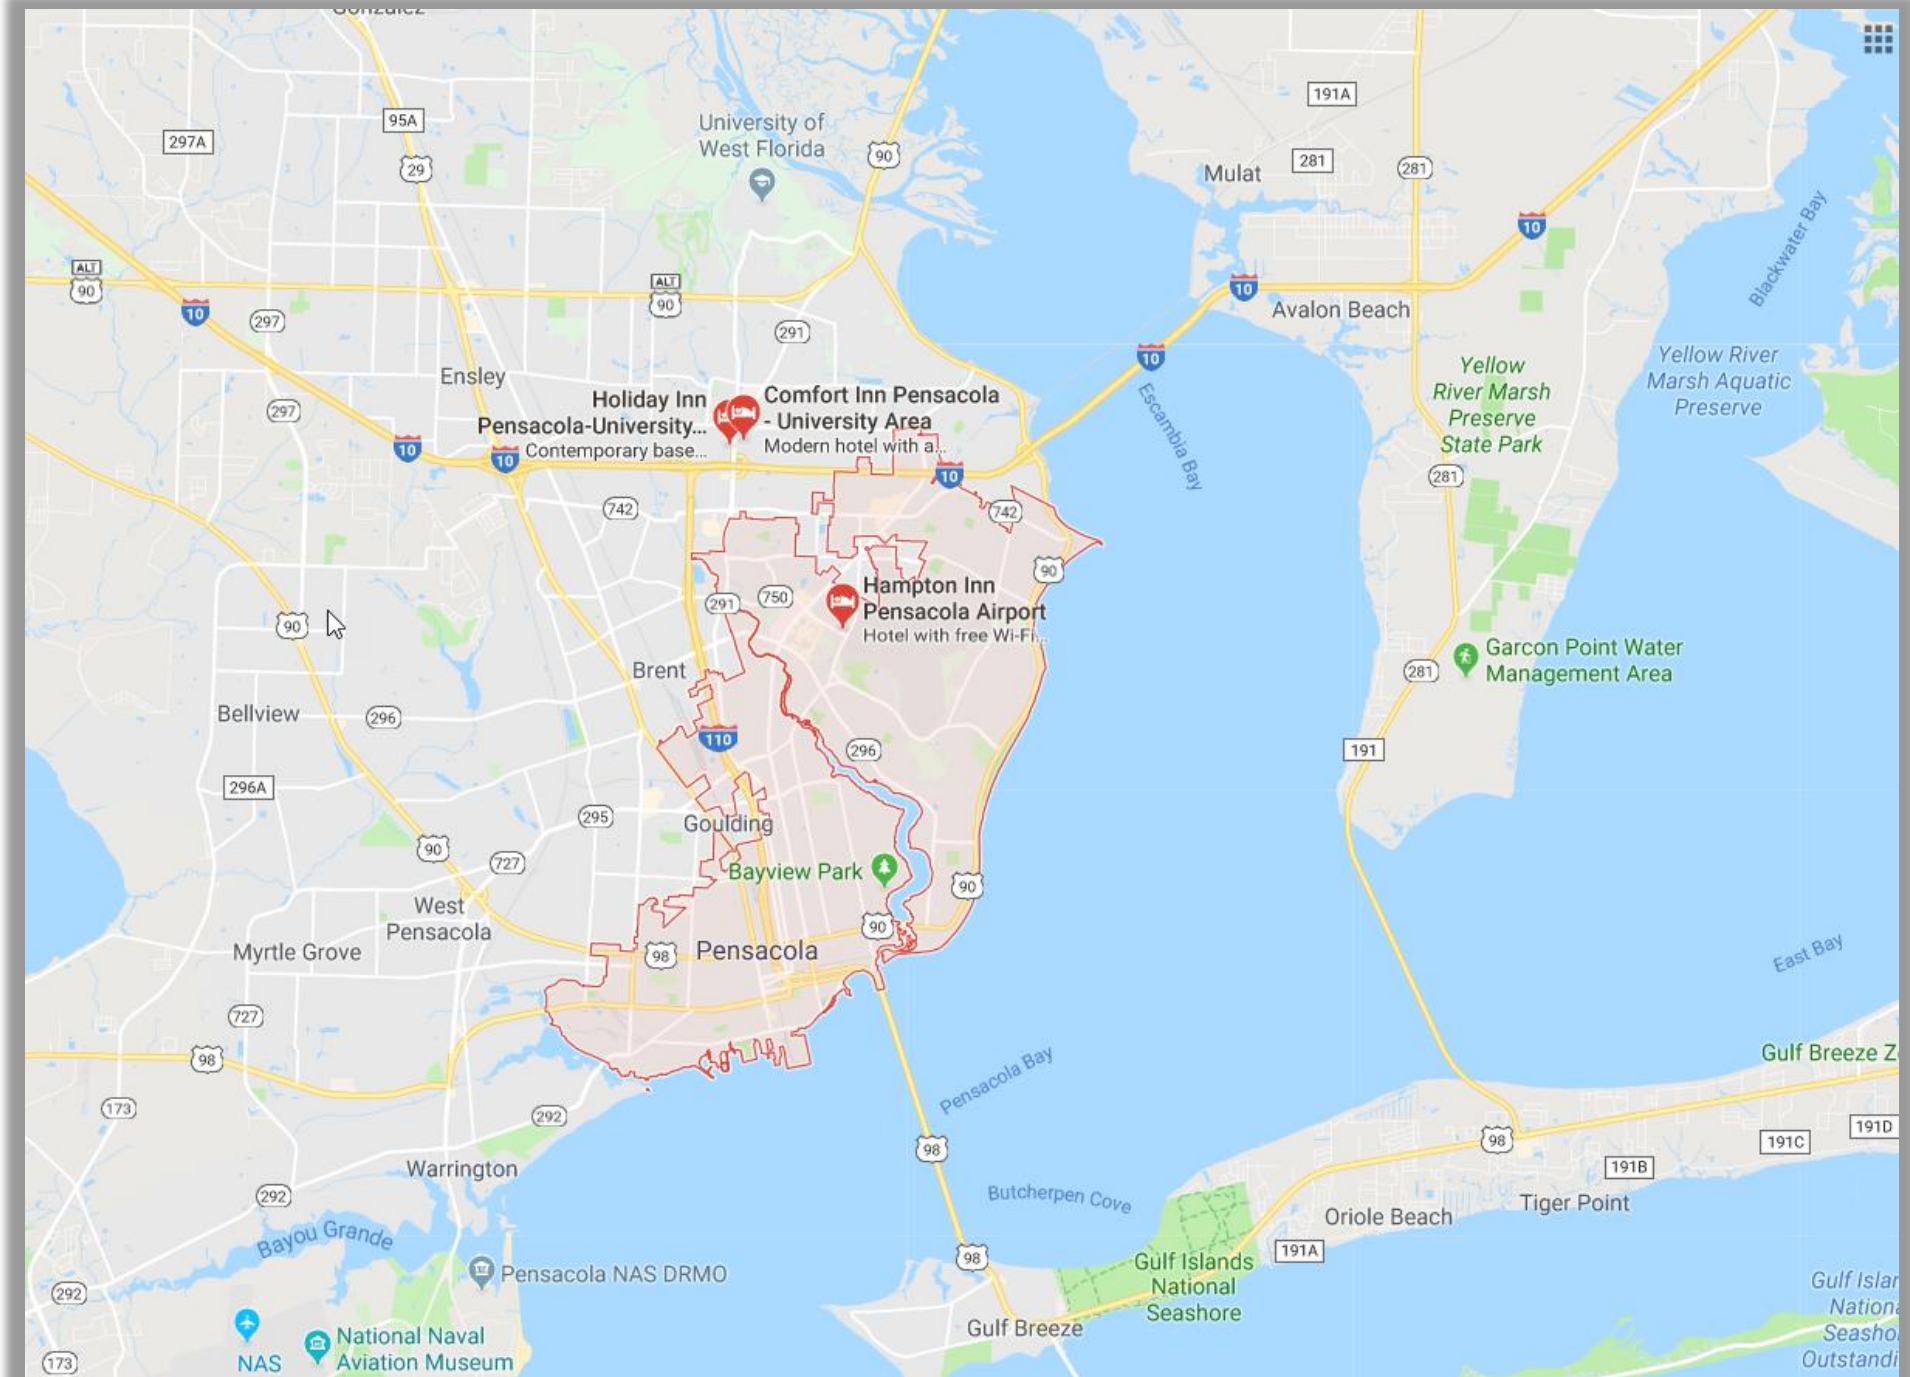 Gonzalez
191A
95A
297A
University of
West Florida
29
90
281
281
Mulat
10
Blackwater Bay
ALT
90
ALT
90
10
10
297
291
Avalon Beach
10
Ensley
Yellow
River Marsh
Preserve
State Park
Yellow River
Marsh Aquatic
Preserve
Holiday Inn
Pensacola-University...
Contemporary base...
Comfort Inn Pensacola
- University Area
Modern hotel with a...
Escambia Bay
297
10
10
10
281
742
742
90
Hampton Inn
Pensacola Airport
Hotel with free Wi-Fi...
291
750
90
Brent
Garcon Point Water
Management Area
281
Bellview
296
110
296
191
296A
295
Goulding
90
727
Bayview Park
90
West
Pensacola
90
Myrtle Grove
98
Pensacola
East Bay
727
98
Gulf Breeze Z
Pensacola Bay
173
292
191D
98
191C
98
191B
Warrington
292
Butcherpen Cove
Tiger Point
Oriole Beach
Bayou Grande
98
191A
Gulf Islands
National
Seashore
Pensacola NAS DRMO
292
Gulf Islan
Nationa
Seasho
Outstandi
Gulf Breeze
National Naval
Aviation Museum
NAS
173